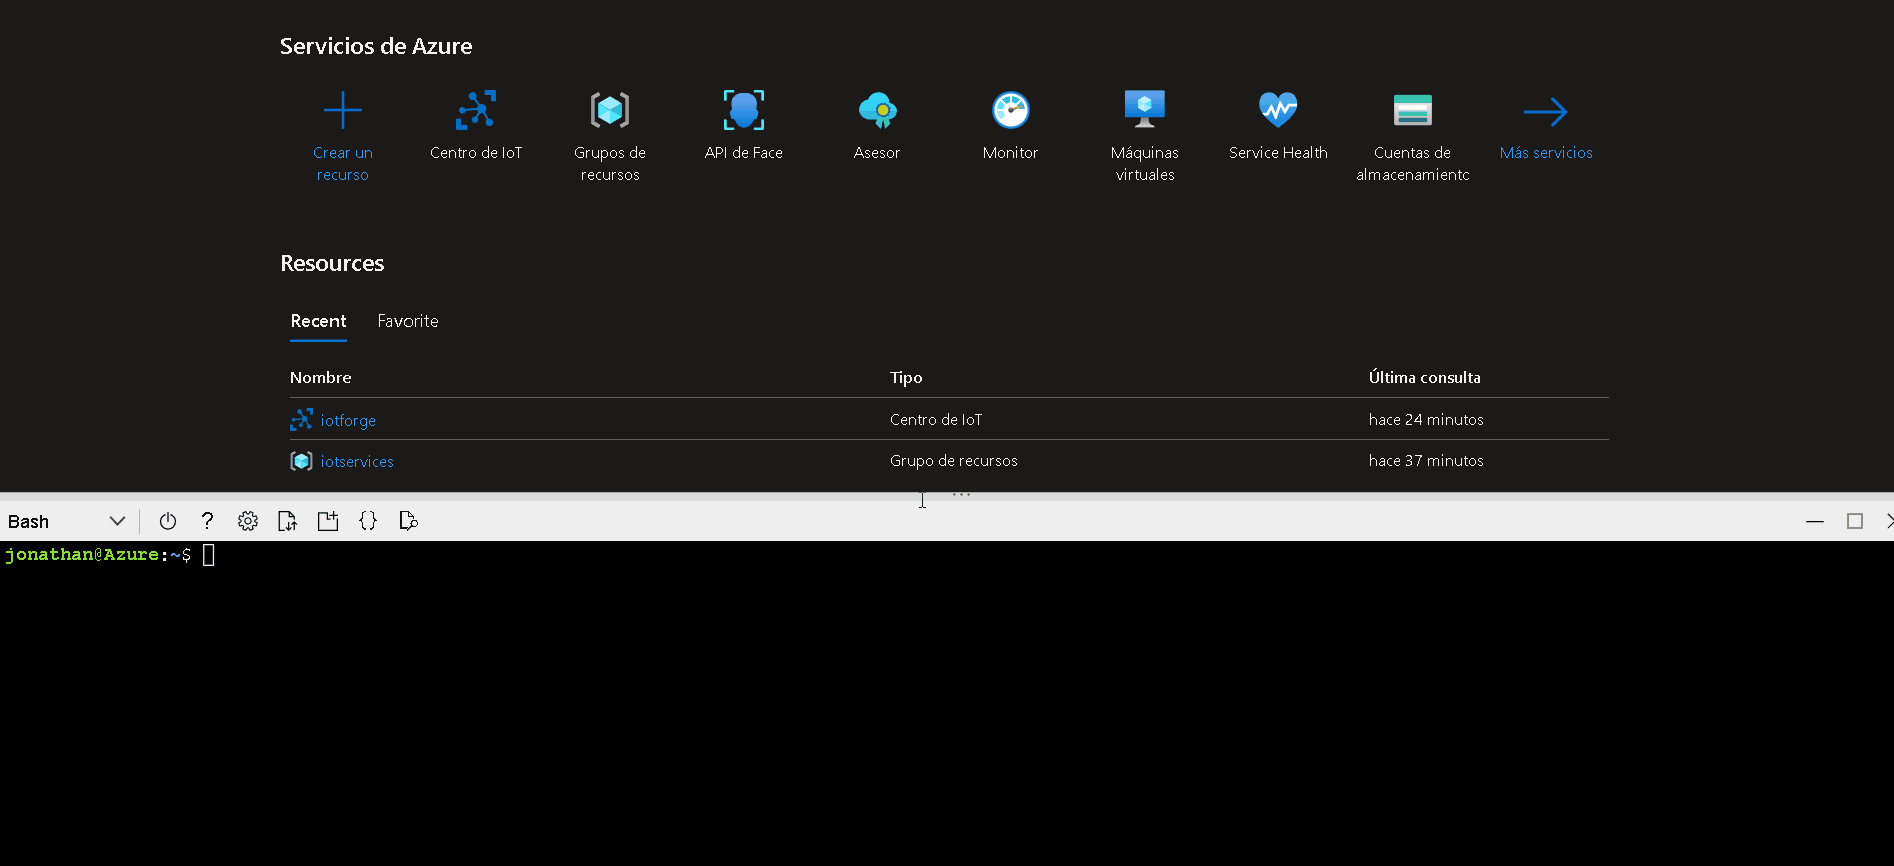 Servicios de Azure
Crear un recurso
Centro de IoT
Grupos de recursos
API de Face
Asesor
Monitor
Máquinas virtuales
Service Health
Cuentas de almacenamiento
Más servicios
Resources
Recent Favorite
Nombre Tipo Última consulta
iotforge Centro de IoT hace 24 minutos
iotservices Grupo de recursos hace 37 minutos
Bash
jonathan@Azure:~$